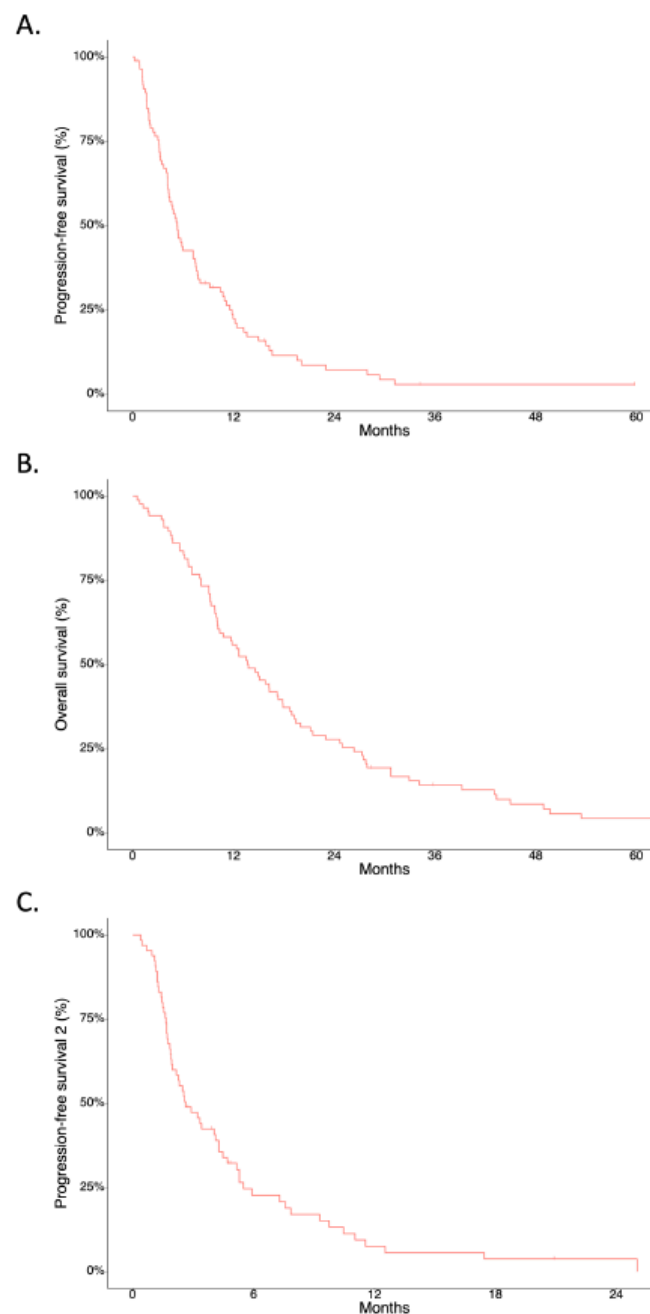 A.
100%
75%
50%
25%
0%
Progression-free survival (%)
0 12 24 36 48 60
Months
B.
100%
75%
50%
25%
0%
Overall survival (%)
0 12 24 36 48 60
Months
C.
100%
75%
50%
25%
0%
Progression-free survival 2 (%)
0 6 12 18 24
Months